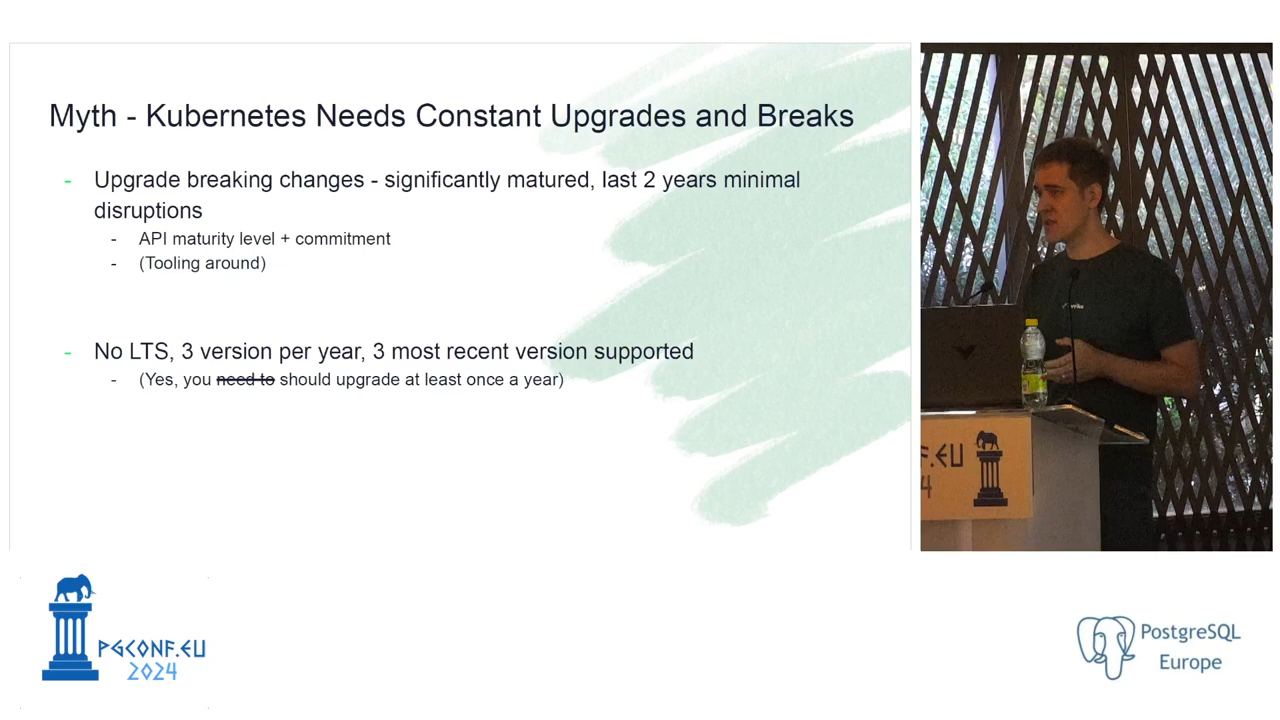 Myth - Kubernetes Needs Constant Upgrades and Breaks
- Upgrade breaking changes - significantly matured, last 2 years minimal
disruptions
- API maturity level + commitment
- (Tooling around)
- No LTS, 3 version per year, 3 most recent version supported
- (Yes, you need to should upgrade at least once a year)
F.EU
4
PGCONF.EU
2024
PostgreSQL
Europe